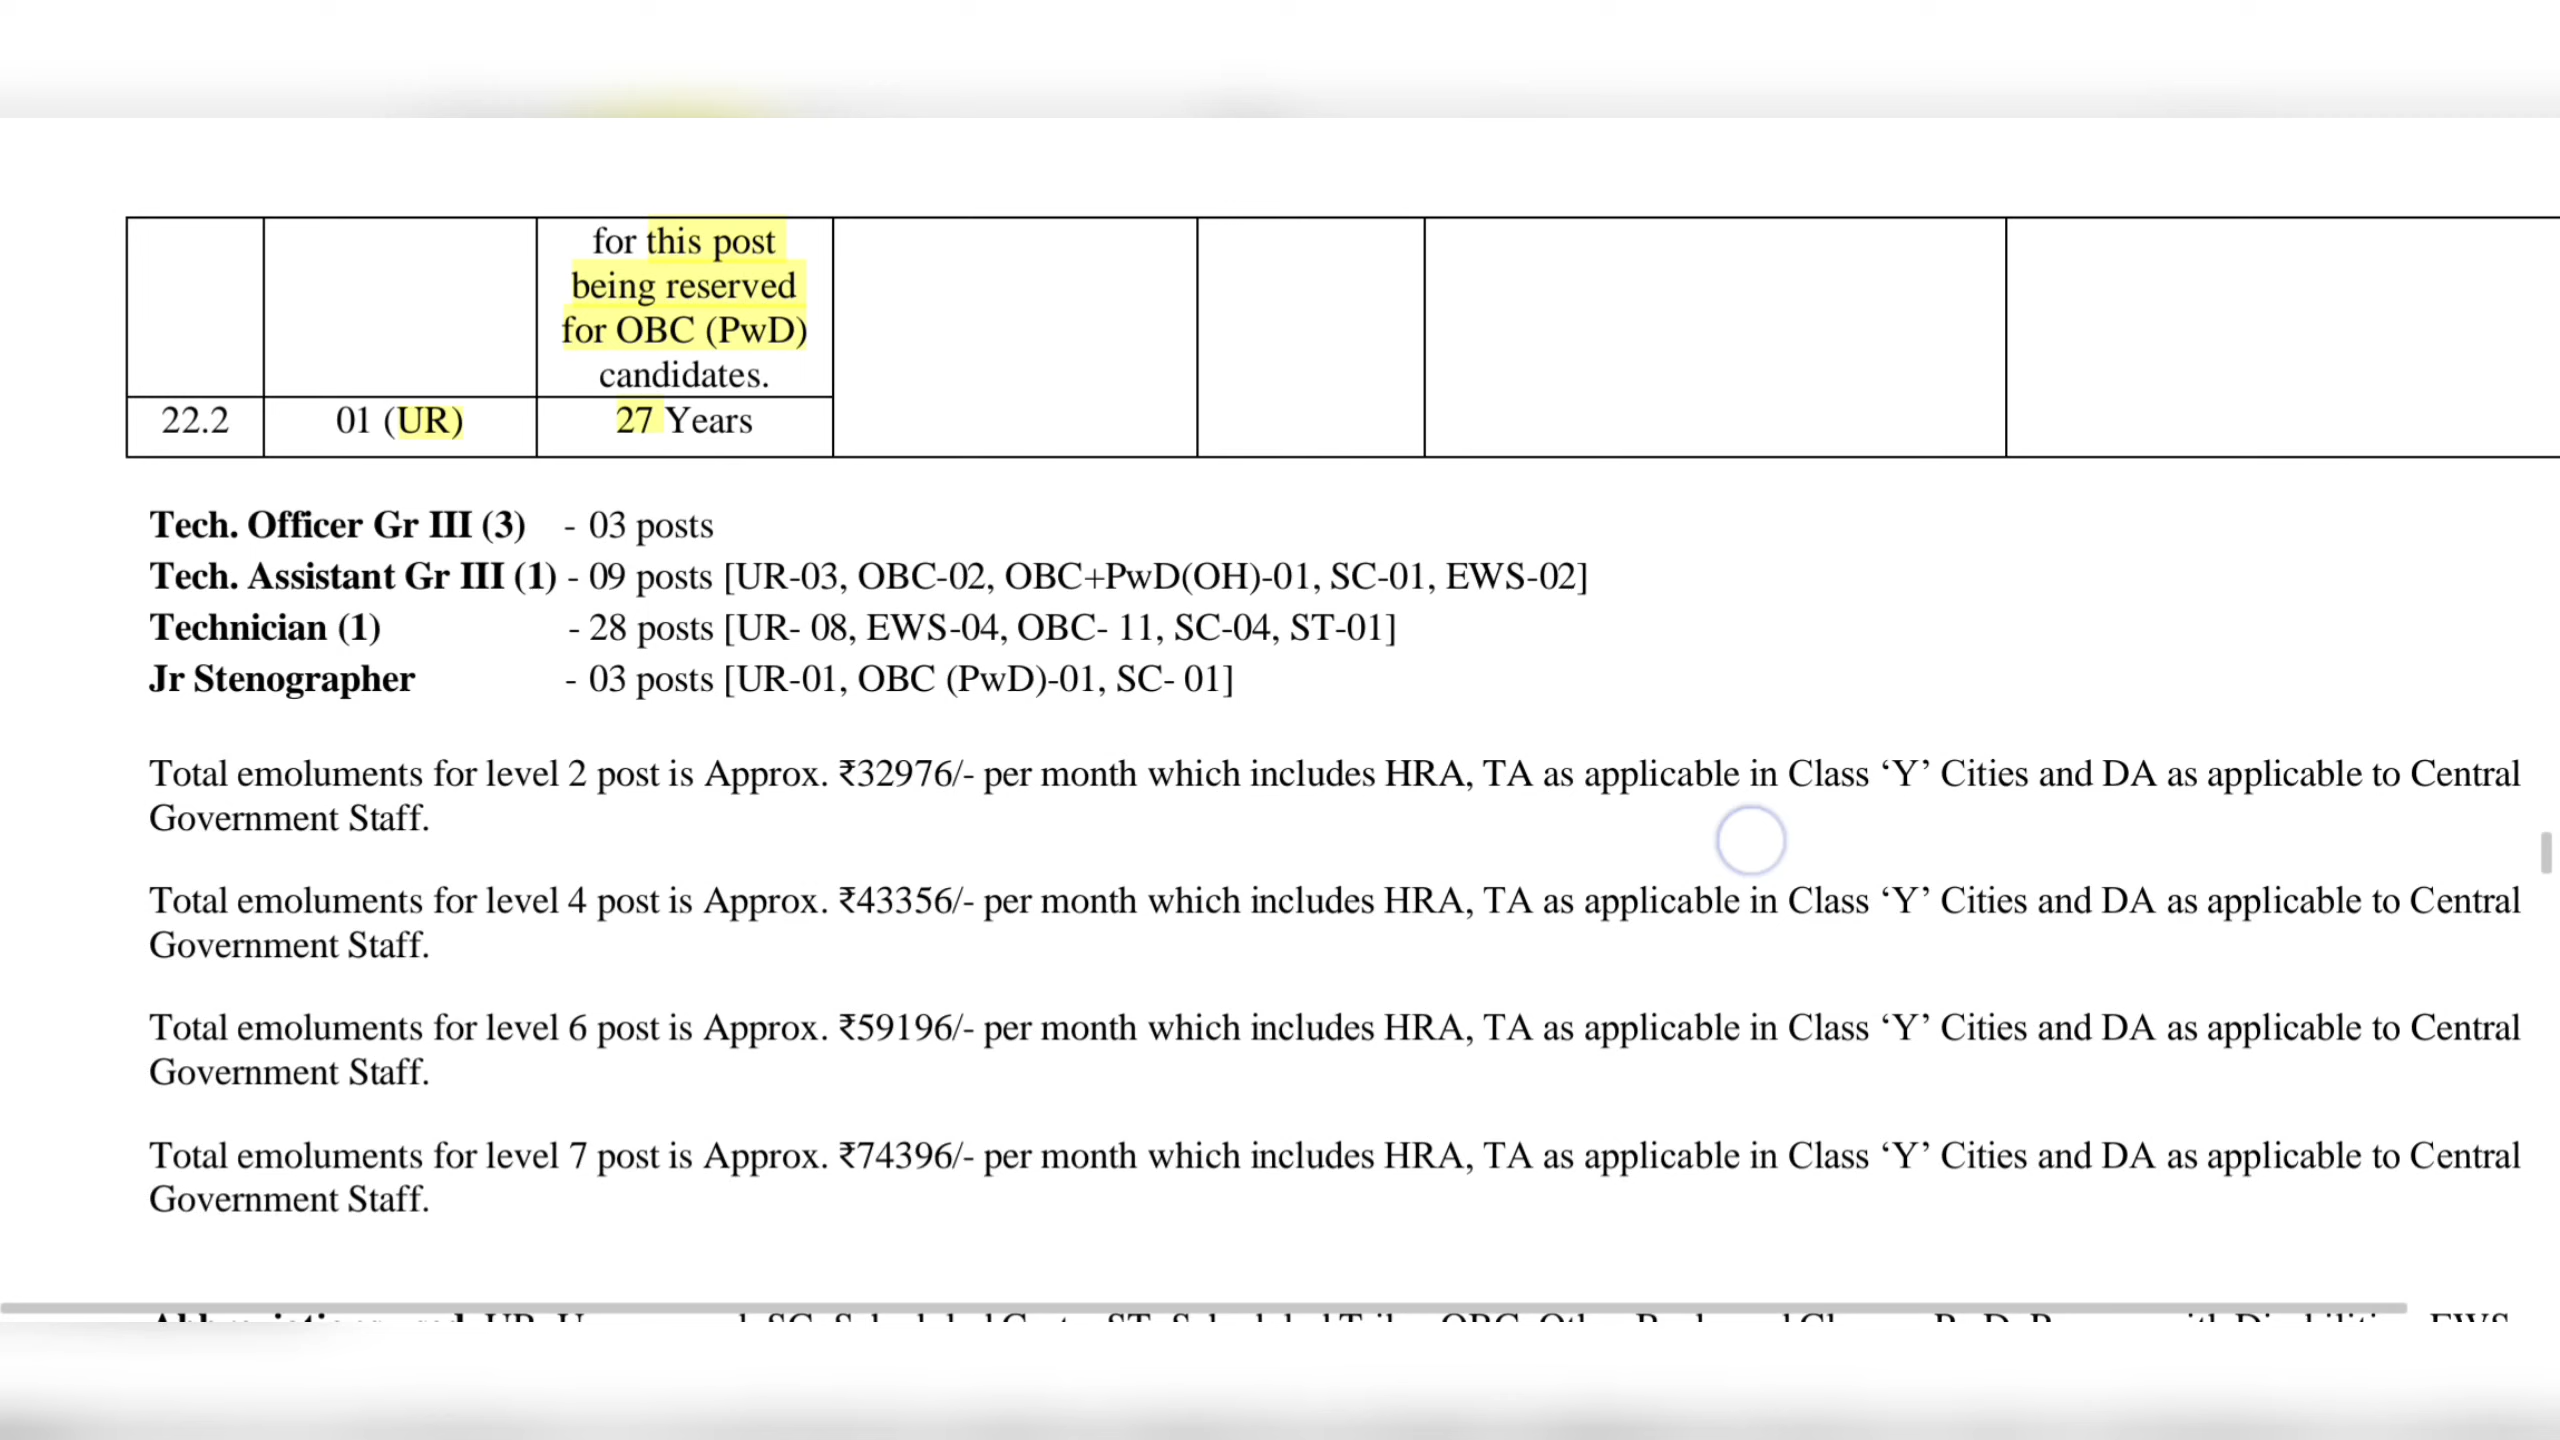 for this post
being reserved
for OBC (PwD)
candidates.
22.2 01 (UR) 27 Years
Tech. Officer Gr III (3) - 03 posts
Tech. Assistant Gr III (1) - 09 posts [UR-03, OBC-02, OBC+PwD(OH)-01, SC-01, EWS-02]
Technician (1) - 28 posts [UR- 08, EWS-04, OBC- 11, SC-04, ST-01]
Jr Stenographer - 03 posts [UR-01, OBC (PwD)-01, SC- 01]
Total emoluments for level 2 post is Approx. ₹32976/- per month which includes HRA, TA as applicable in Class ‘Y’ Cities and DA as applicable to Central
Government Staff.
Total emoluments for level 4 post is Approx. ₹43356/- per month which includes HRA, TA as applicable in Class ‘Y’ Cities and DA as applicable to Central
Government Staff.
Total emoluments for level 6 post is Approx. ₹59196/- per month which includes HRA, TA as applicable in Class ‘Y’ Cities and DA as applicable to Central
Government Staff.
Total emoluments for level 7 post is Approx. ₹74396/- per month which includes HRA, TA as applicable in Class ‘Y’ Cities and DA as applicable to Central
Government Staff.